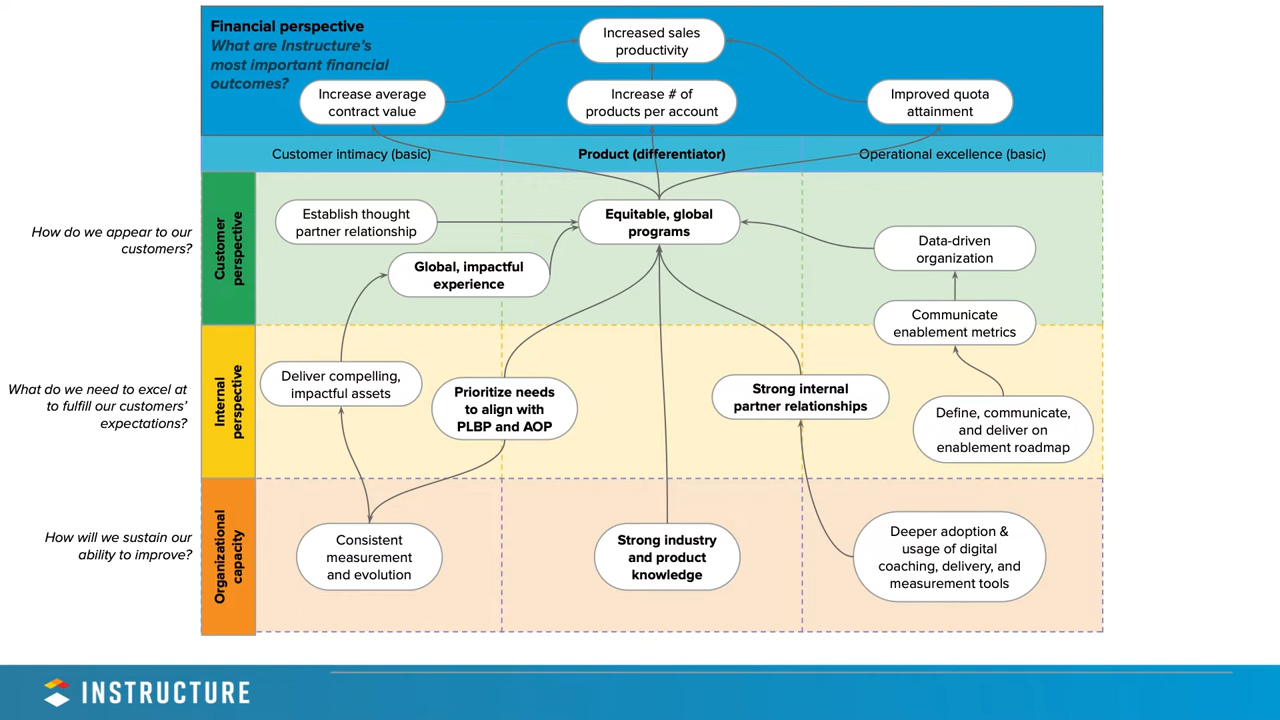 Financial perspective
What are Instructure's
most important financial
outcomes?
Increased sales
productivity
Increase average
contract value
Increase # of
products per account
Improved quota
attainment
Customer intimacy (basic)
Product (differentiator)
Operational excellence (basic)
How do we appear to our
customers?
Customer
perspective
Establish thought
partner relationship
Equitable, global
programs
Global, impactful
experience
Data-driven
organization
Communicate
enablement metrics
What do we need to excel at
to fulfill our customers'
expectations?
Internal
perspective
Deliver compelling,
impactful assets
Prioritize needs
to align with
PLBP and AOP
Strong internal
partner relationships
Define, communicate,
and deliver on
enablement roadmap
How will we sustain our
ability to improve?
Organizational
capacity
Consistent
measurement
and evolution
Strong industry
and product
knowledge
Deeper adoption &
usage of digital
coaching, delivery, and
measurement tools
INSTRUCTURE